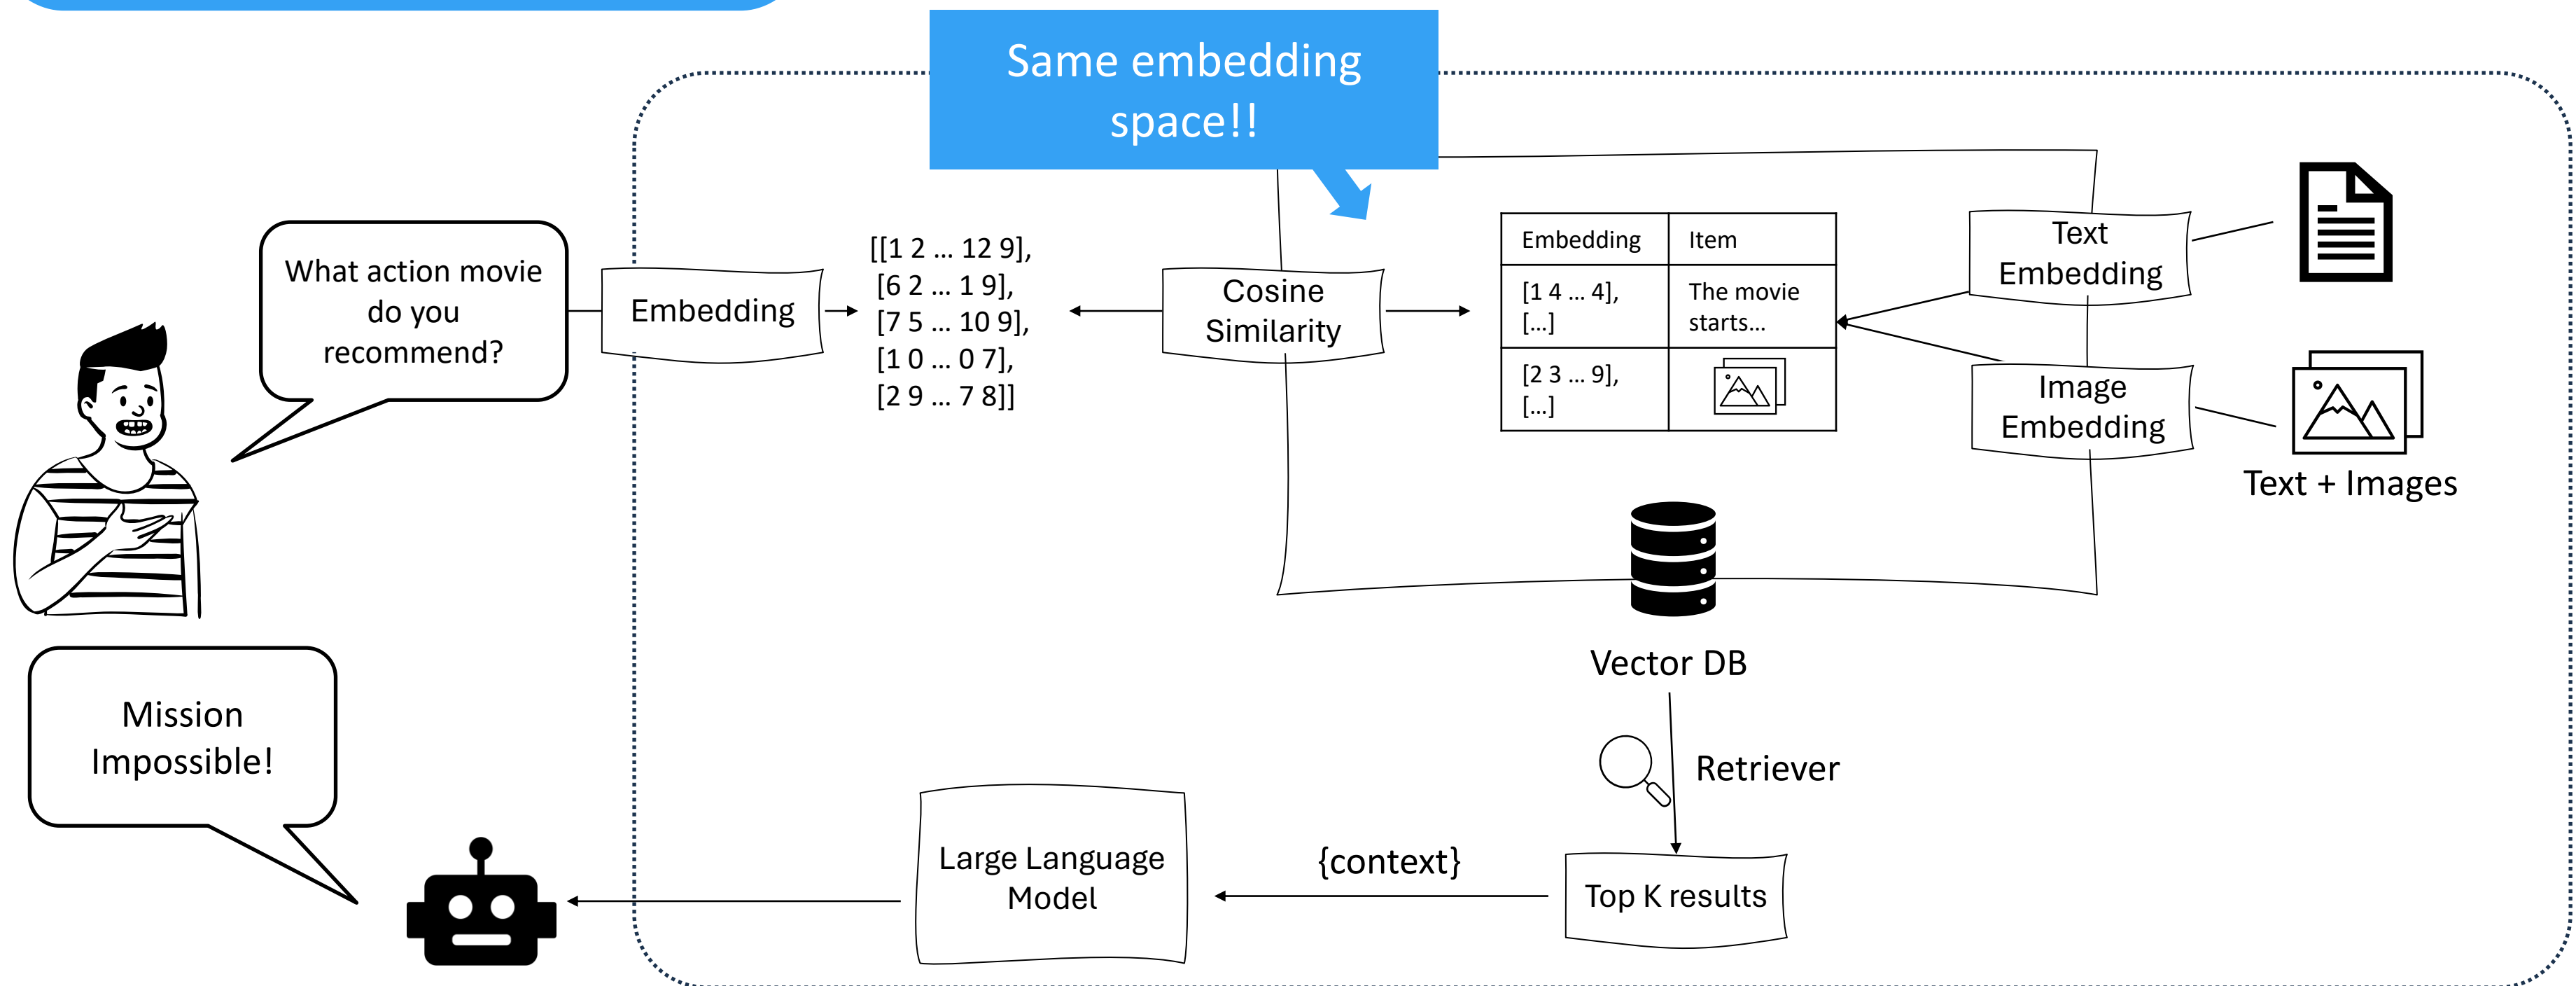 Same embedding
space!!
What action movie
do you
recommend?
Embedding
[[1 2 ... 12 9],
[6 2 ... 1 9],
[7 5 ... 10 9],
[1 0 ... 0 7],
[2 9 ... 7 8]]
Cosine
Similarity
Embedding
Item
[1 4 ... 4],
[...]
The movie
starts...
[2 3 ... 9],
[...]
Text
Embedding
Image
Embedding
Text + Images
Vector DB
Retriever
Mission
Impossible!
Large Language
Model
{context}
Top K results